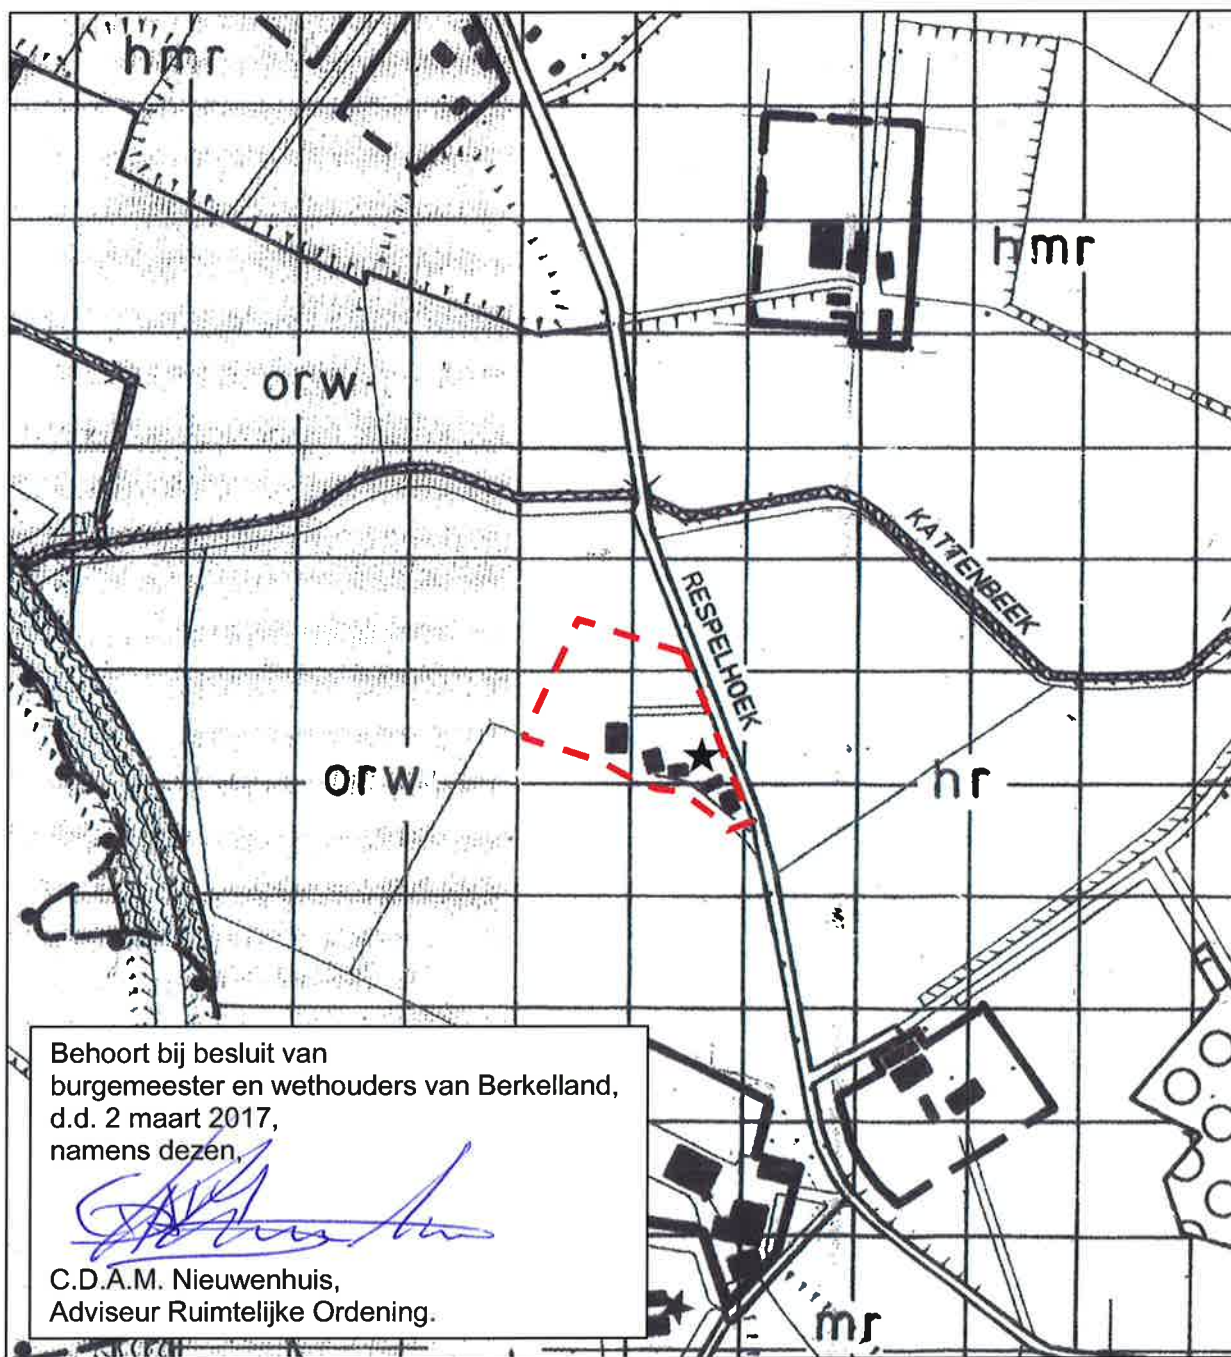 hmr
hmr
orw
KATTENBEEK
RESPELHOEK
orw
hr
Behoort bij besluit van
burgemeester en wethouders van Berkelland,
d.d. 2 maart 2017,
namens dezen,
C.D.A.M. Nieuwenhuis,
Adviseur Ruimtelijke Ordening.
mr